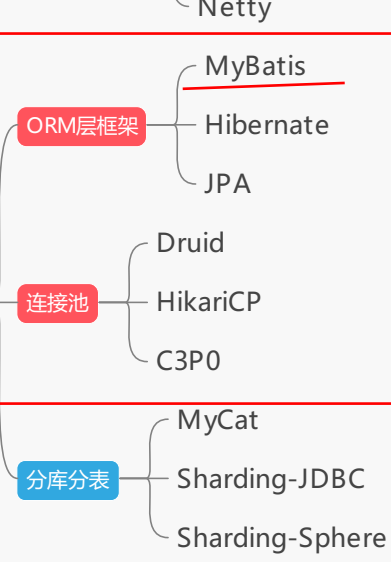 Netty
MyBatis
ORM层框架
Hibernate
JPA
Druid
连接池
HikariCP
C3P0
MyCat
分库分表
Sharding-JDBC
Sharding-Sphere